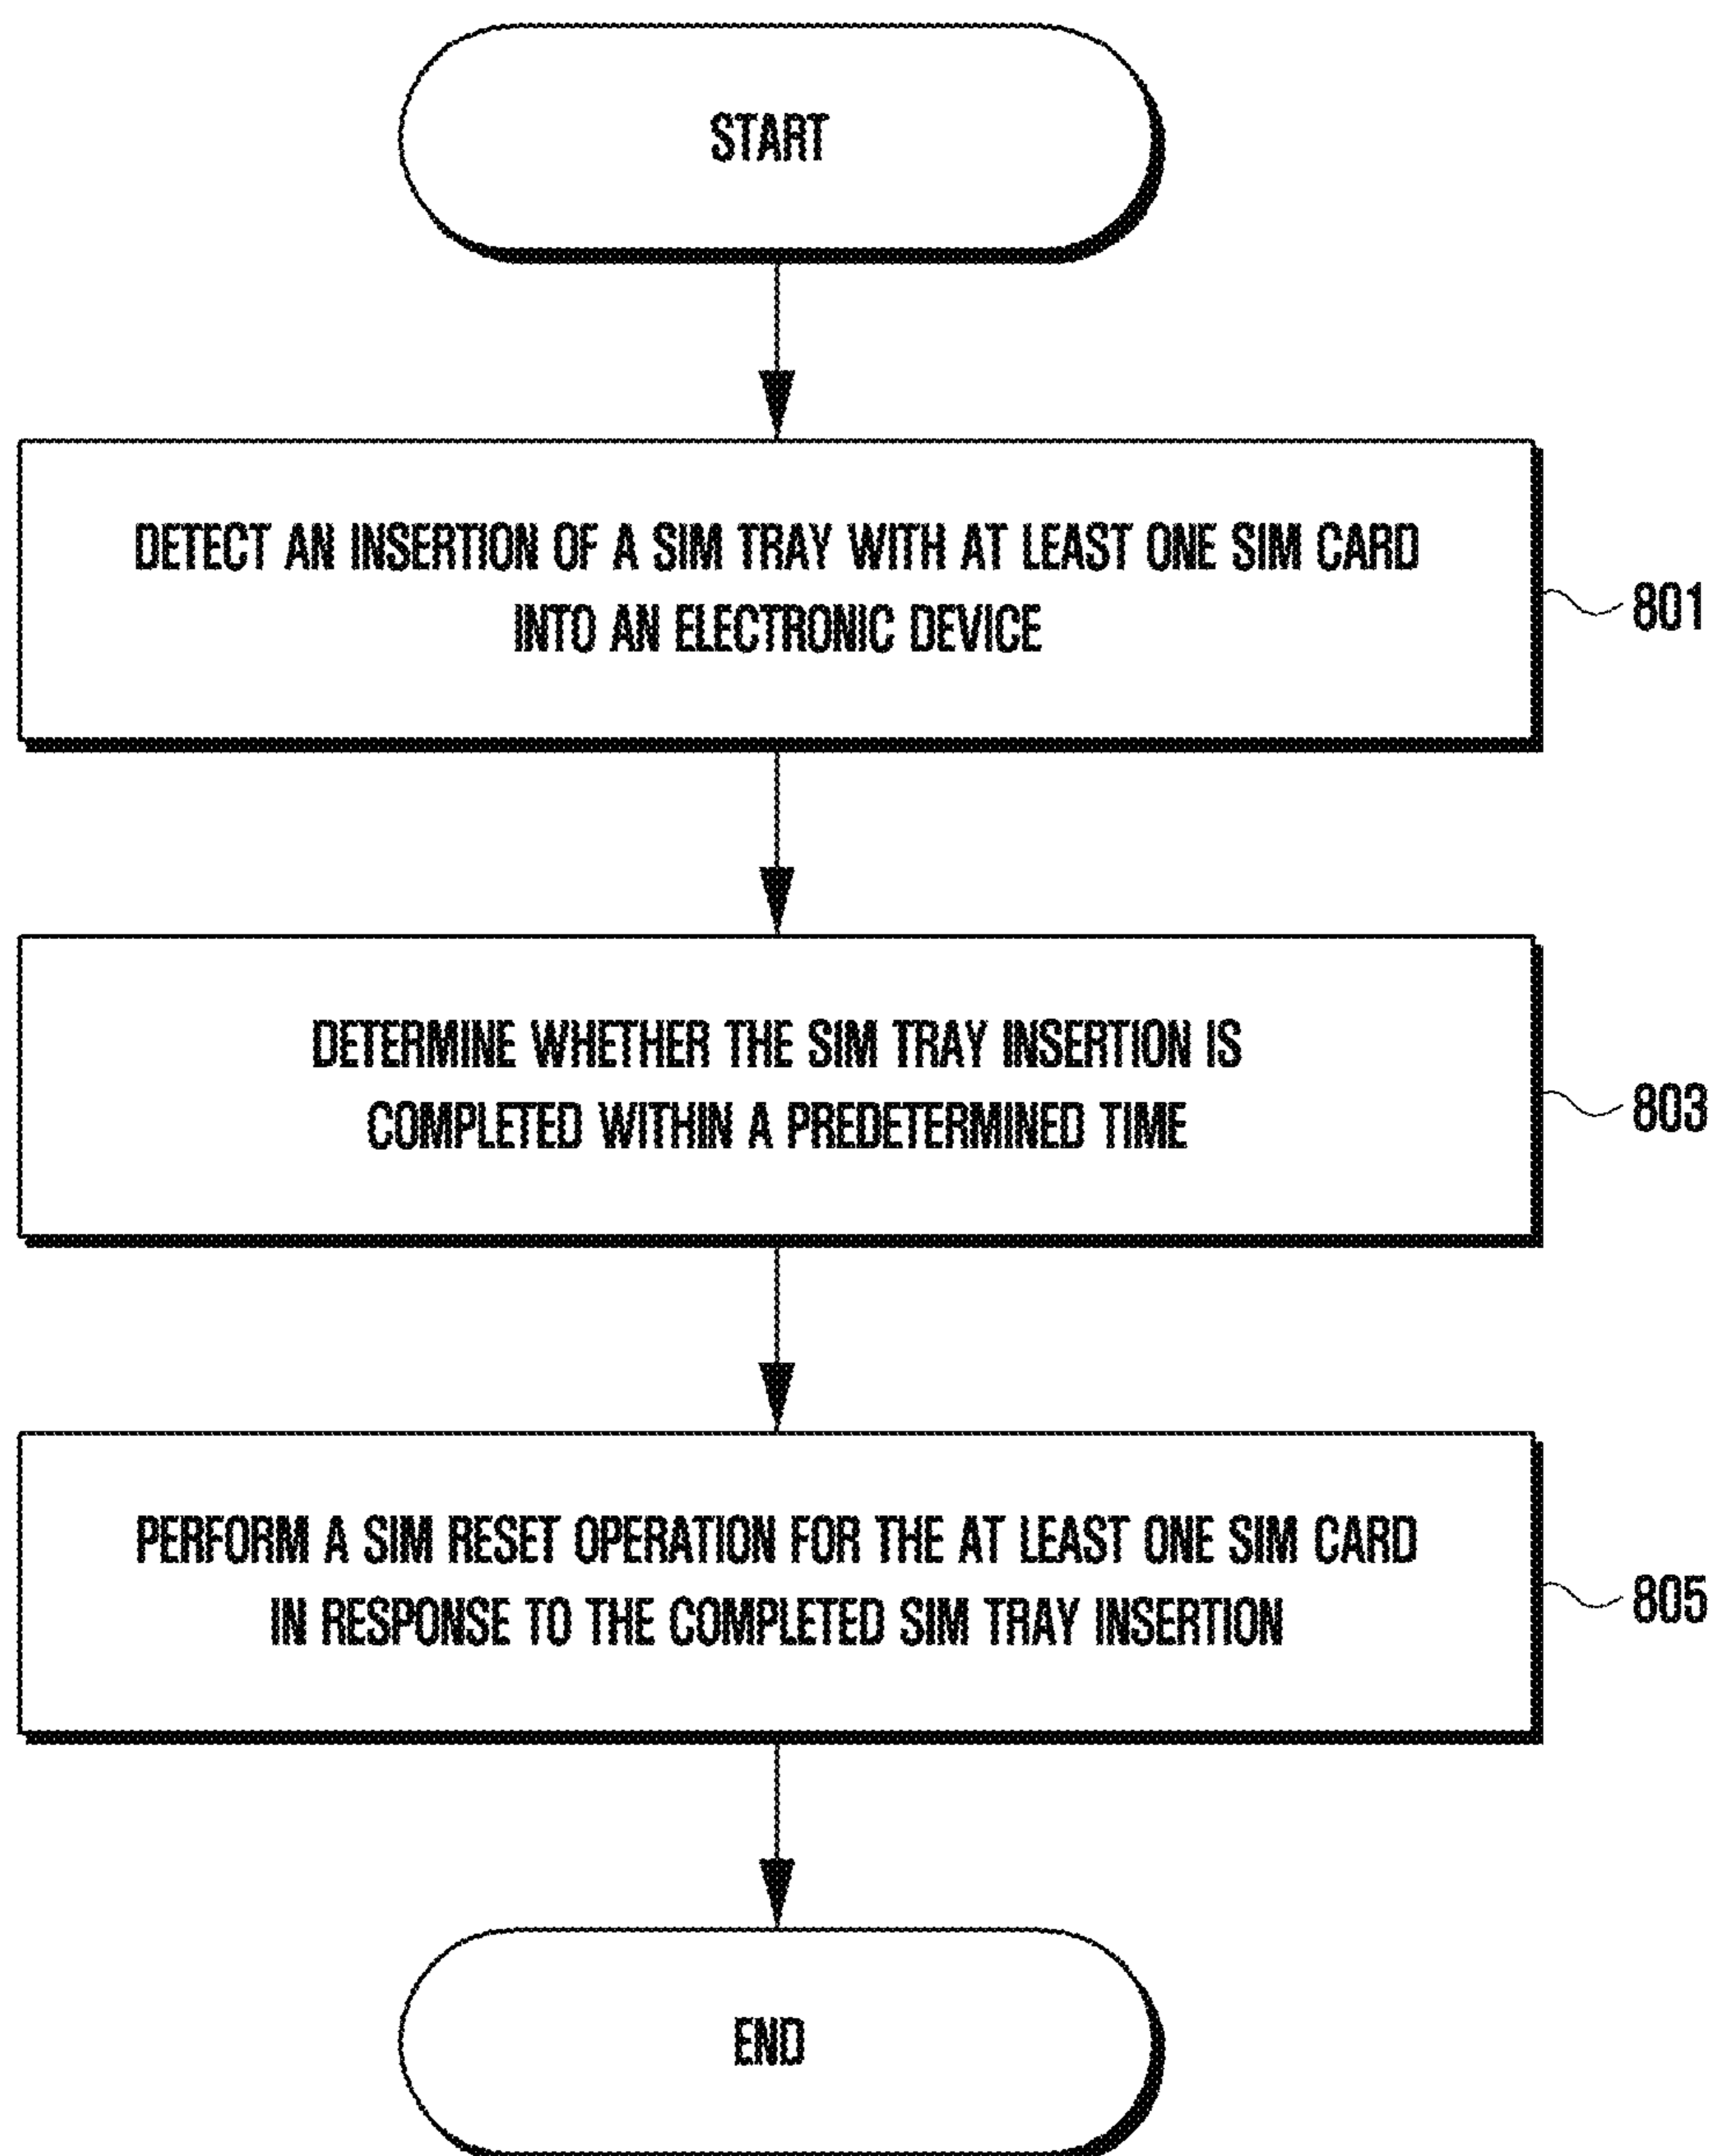 START
DETECT AN INSERTION OF A SIM TRAY WITH AT LEAST ONE SIM CARD
INTO AN ELECTRONIC DEVICE
801
DETERMINE WHETHER THE SIM TRAY INSERTION IS
COMPLETED WITHIN A PREDETERMINED TIME
803
PERFORM A SIM RESET OPERATION FOR THE AT LEAST ONE SIM CARD
IN RESPONSE TO THE COMPLETED SIM TRAY INSERTION
805
END